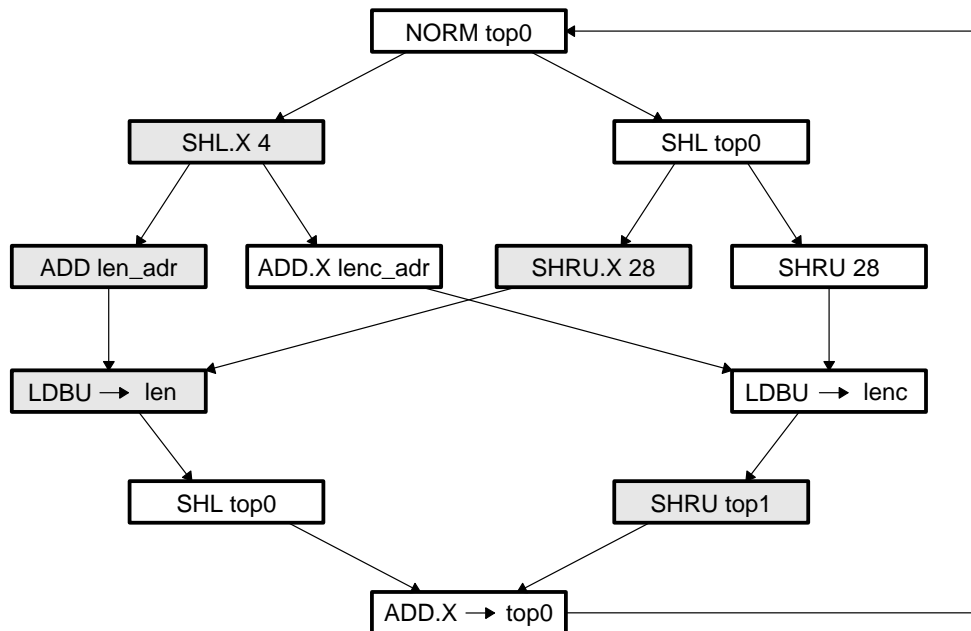 NORM top0
SHL.X 4
SHL top0
ADD len_adr
ADD.X lenc_adr
SHRU.X 28
SHRU 28
LDBU → len
LDBU → lenc
SHL top0
SHRU top1
ADD.X → top0